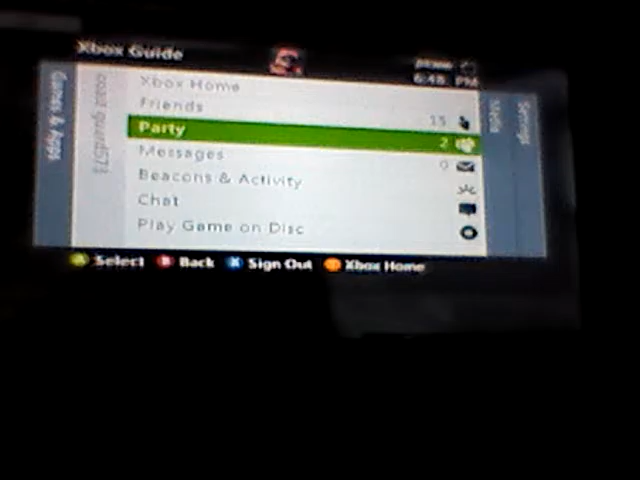 Xbox Guide
6:48 PM
Games & Apps
Xbox Home
Friends 15
Party 2
Messages 0
Beacons & Activity
Chat
Play Game on Disc
Media
Settings
A Select B Back X Sign Out Xbox Home